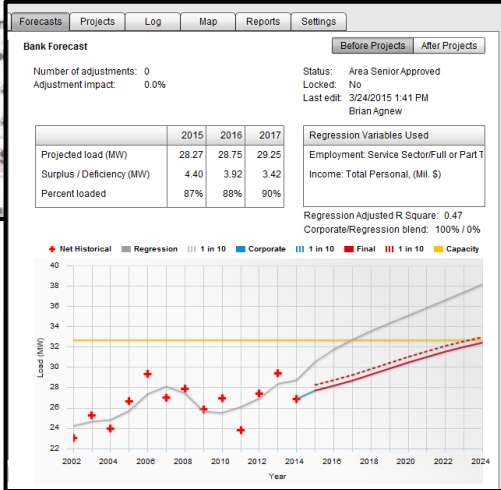 Forecasts Projects Log Map Reports Settings
Bank Forecast
Before Projects After Projects
Number of adjustments: 0
Adjustment impact: 0.0%
Status: Area Senior Approved
Locked: No
Last edit: 3/24/2015 1:41 PM
Brian Agnew
2015 2016 2017
Projected load (MW) 28.27 28.75 29.25
Surplus / Deficiency (MW) 4.40 3.92 3.42
Percent loaded 87% 88% 90%
Regression Variables Used
Employment: Service Sector/Full or Part T
Income: Total Personal, (Mil. $)
Regression Adjusted R Square: 0.47
Corporate/Regression blend: 100% / 0%
Net Historical Regression 1 in 10 Corporate 1 in 10 Final 1 in 10 Capacity
Load (MW)
40
38
36
34
32
30
28
26
24
22
2002 2004 2006 2008 2010 2012 2014 2016 2018 2020 2022 2024
Year